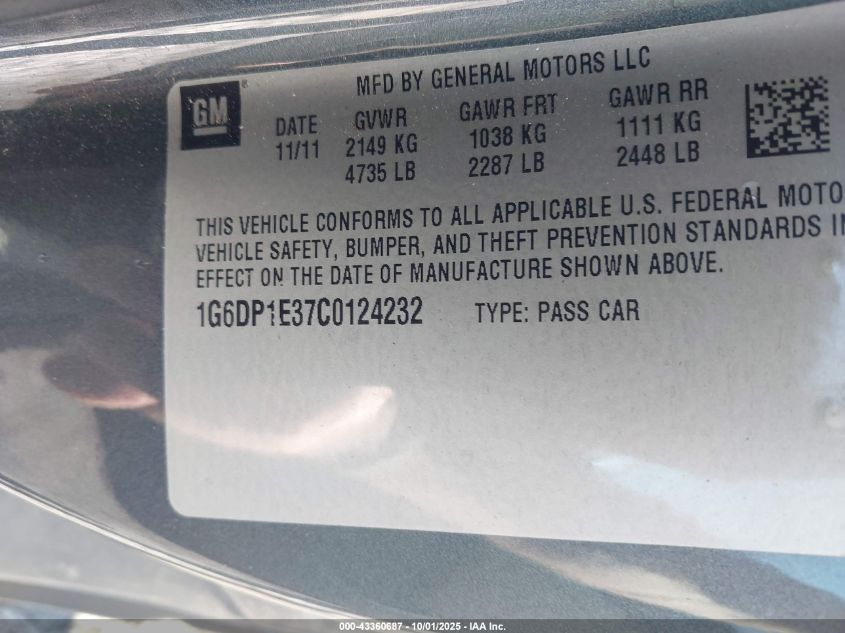 MFD BY GENERAL MOTORS LLC
GM
DATE GVWR GAWR FRT GAWR RR
11/11 2149 KG 1038 KG 1111 KG
4735 LB 2287 LB 2448 LB
THIS VEHICLE CONFORMS TO ALL APPLICABLE U.S. FEDERAL MOTO
VEHICLE SAFETY, BUMPER, AND THEFT PREVENTION STANDARDS IN
EFFECT ON THE DATE OF MANUFACTURE SHOWN ABOVE.
1G6DP1E37C0124232 TYPE: PASS CAR
000-43360687 - 10/01/2025 - IAA Inc.